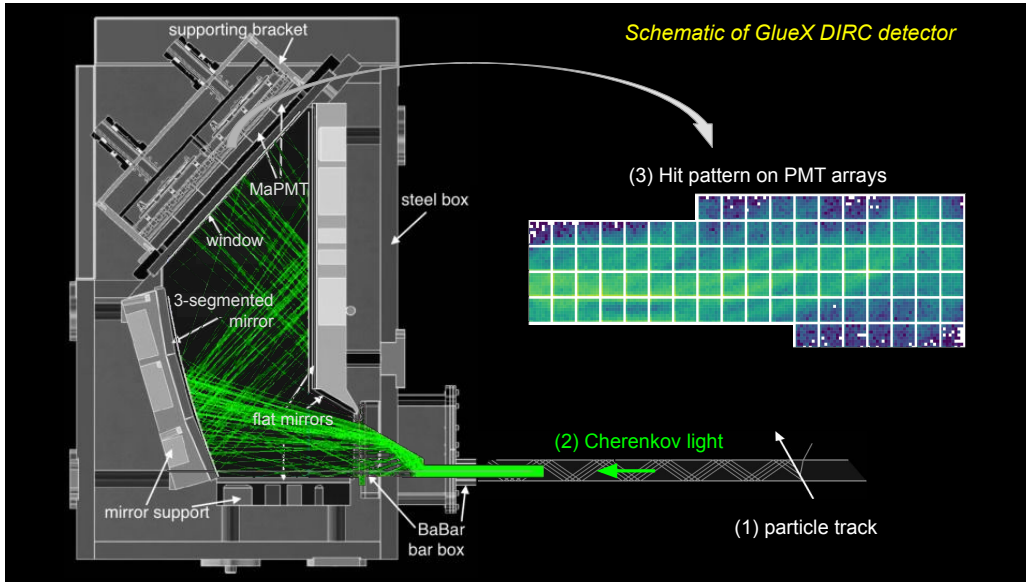 supporting bracket
Schematic of GlueX DIRC detector
(3) Hit pattern on PMT arrays
MaPMT
steel box
window
3-segmented
mirror
flat mirrors
(2) Cherenkov light
mirror support
BaBar
bar box
(1) particle track